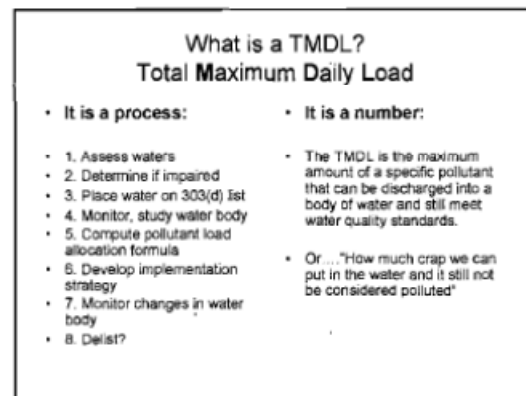 What is a TMDL?
Total Maximum Daily Load
• It is a process:
• 1. Assess waters
• 2. Determine if impaired
• 3. Place water on 303(d) list
• 4. Monitor, study water body
• 5. Compute pollutant load
allocation formula
• 6. Develop implementation
strategy
• 7. Monitor changes in water
body
• 8. Delist?
• It is a number:
• The TMDL is the maximum
amount of a specific pollutant
that can be discharged into a
body of water and still meet
water quality standards.
• Or...."How much crap we can
put in the water and it still not
be considered polluted"